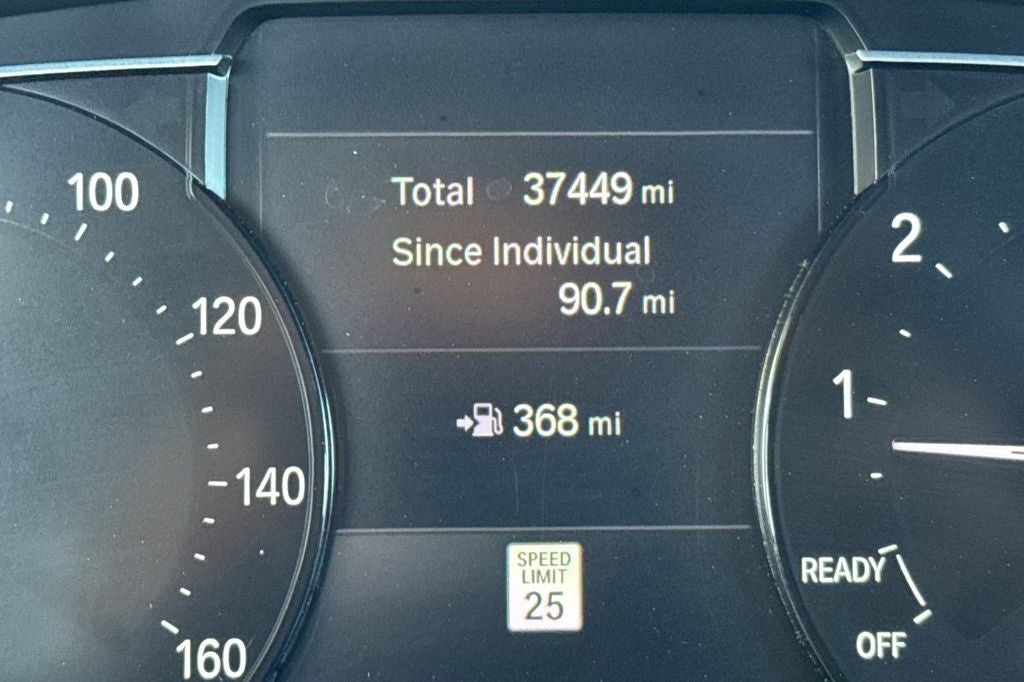 Total 37449 mi
Since Individual
90.7 mi
368 mi
SPEED
LIMIT
25
100
120
140
160
2
1
READY
OFF